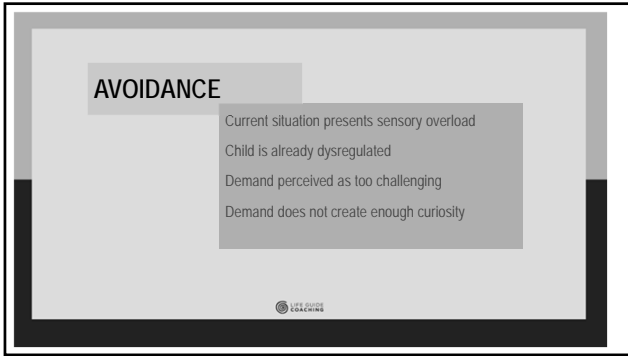 AVOIDANCE
Current situation presents sensory overload
Child is already dysregulated
Demand perceived as too challenging
Demand does not create enough curiosity
LIFE GUIDE
COACHING